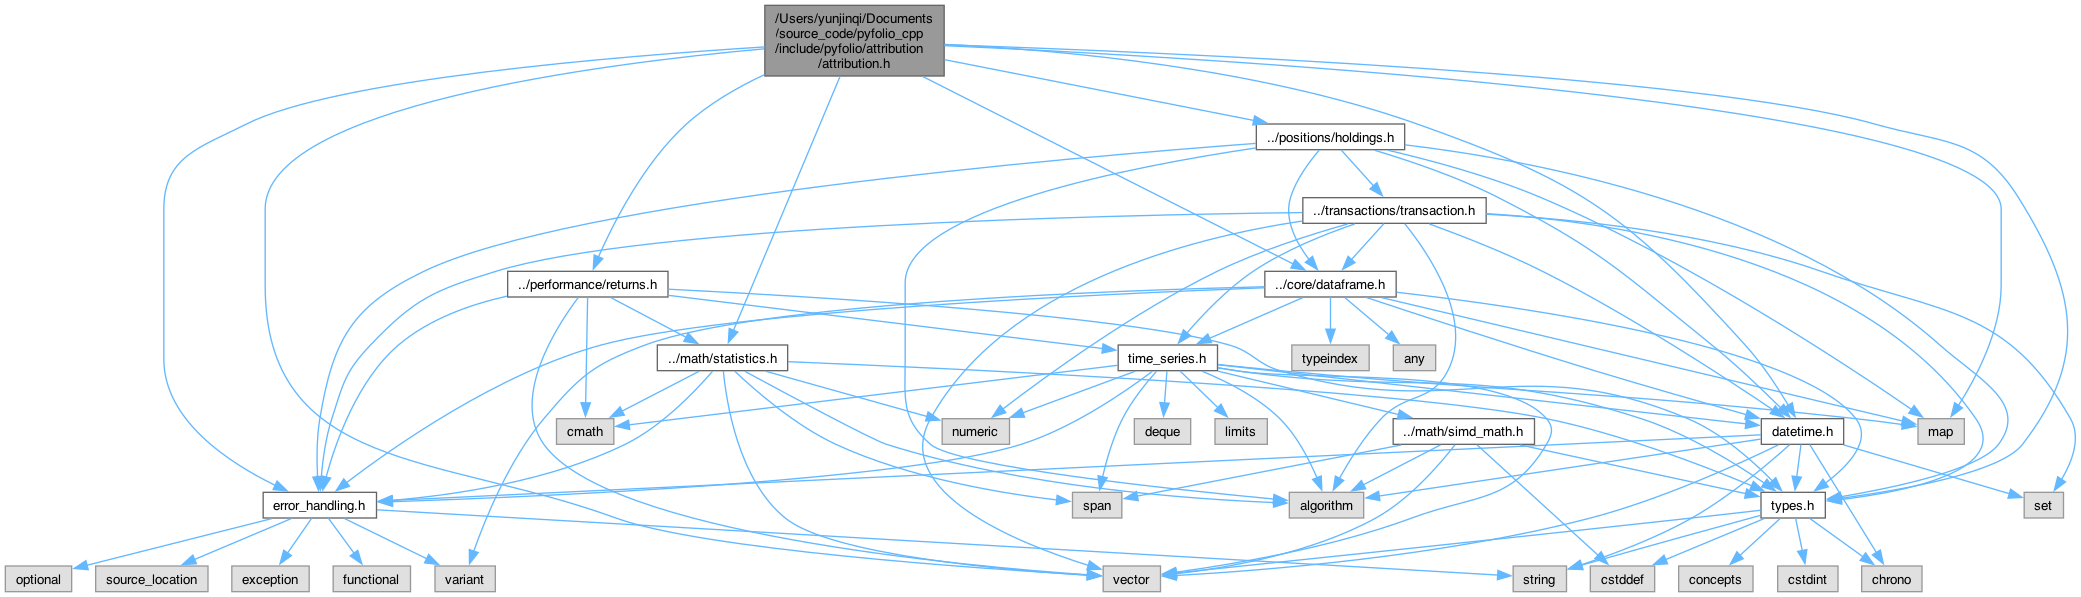 /Users/yunjinqi/Documents
/source_code/pyfolio_cpp
/include/pyfolio/attribution
/attribution.h
../positions/holdings.h
../transactions/transaction.h
../performance/returns.h
../core/dataframe.h
../math/statistics.h
time_series.h
typeindex
any
cmath
numeric
deque
limits
../math/simd_math.h
datetime.h
map
error_handling.h
span
algorithm
types.h
set
optional
source_location
exception
functional
variant
vector
string
cstddef
concepts
cstdint
chrono